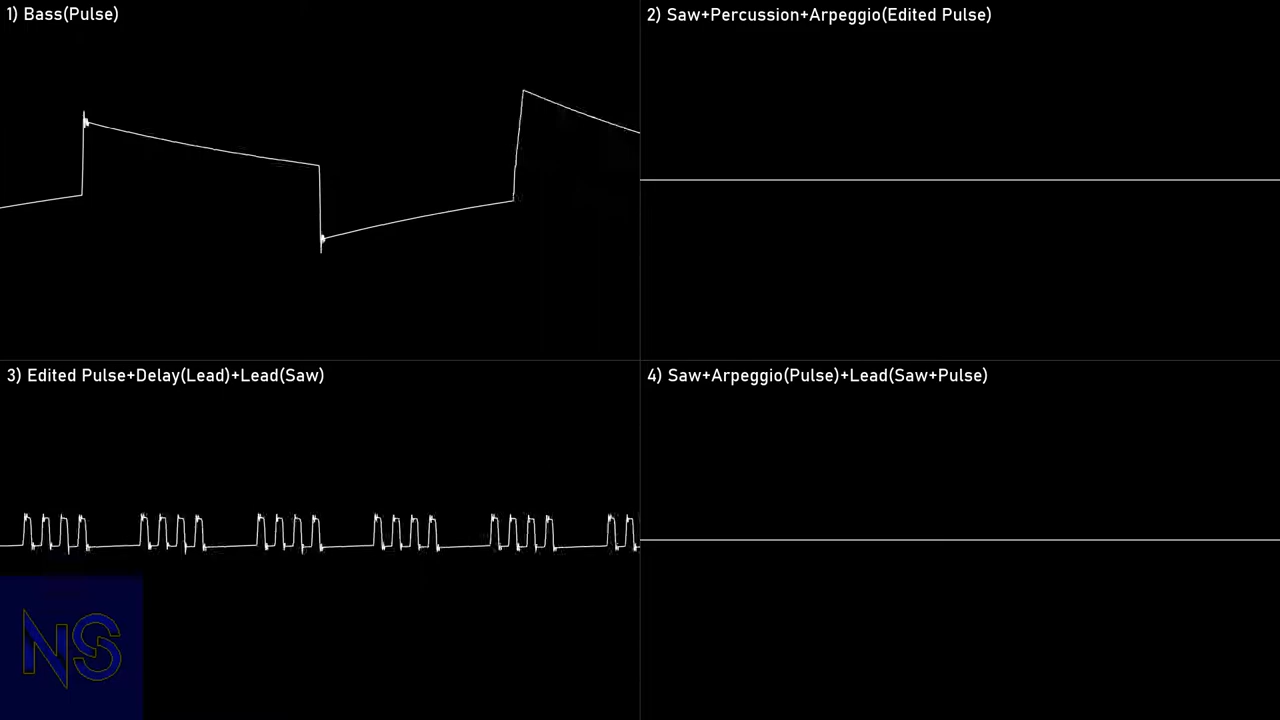 1) Bass(Pulse)
2) Saw+Percussion+Arpeggio(Edited Pulse)
3) Edited Pulse+Delay(Lead)+Lead(Saw)
4) Saw+Arpeggio(Pulse)+Lead(Saw+Pulse)
NS